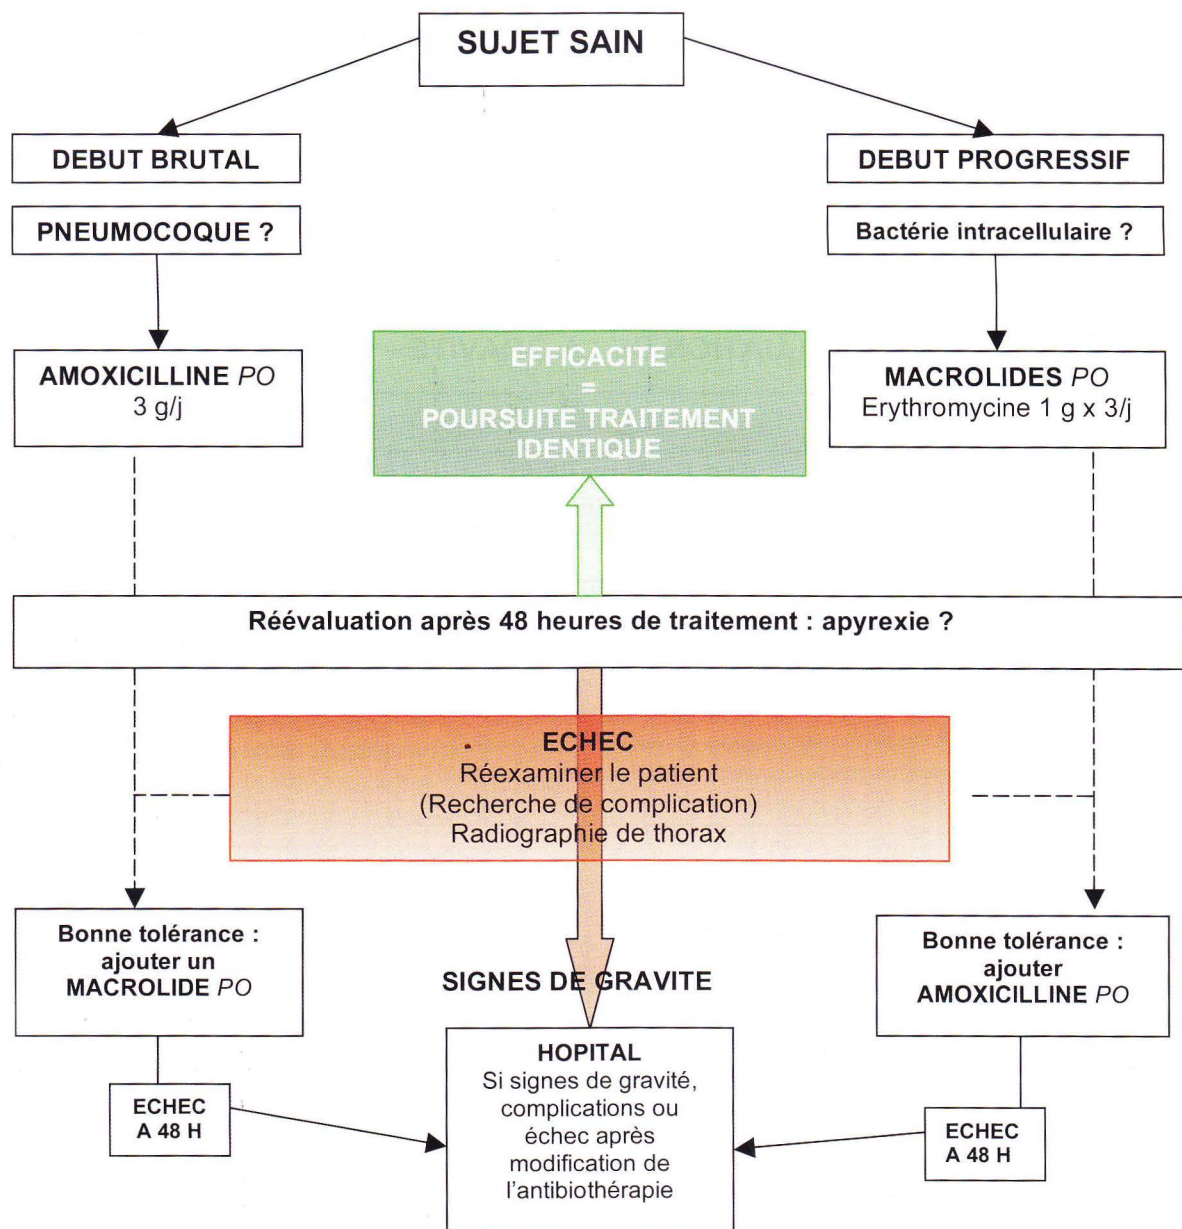 SUJET SAIN
DEBUT BRUTAL
DEBUT PROGRESSIF
PNEUMOCOQUE ?
Bactérie intracellulaire ?
AMOXICILLINE PO
3 g/j
EFFICACITE
=
POURSUITE TRAITEMENT
IDENTIQUE
MACROLIDES PO
Erythromycine 1 g x 3/j
Réévaluation après 48 heures de traitement : apyrexie ?
ECHEC
Réexaminer le patient
(Recherche de complication)
Radiographie de thorax
Bonne tolérance :
ajouter un
MACROLIDE PO
Bonne tolérance :
ajouter
AMOXICILLINE PO
SIGNES DE GRAVITE
HOPITAL
Si signes de gravité,
complications ou
échec après
modification de
l'antibiothérapie
ECHEC
A 48 H
ECHEC
A 48 H